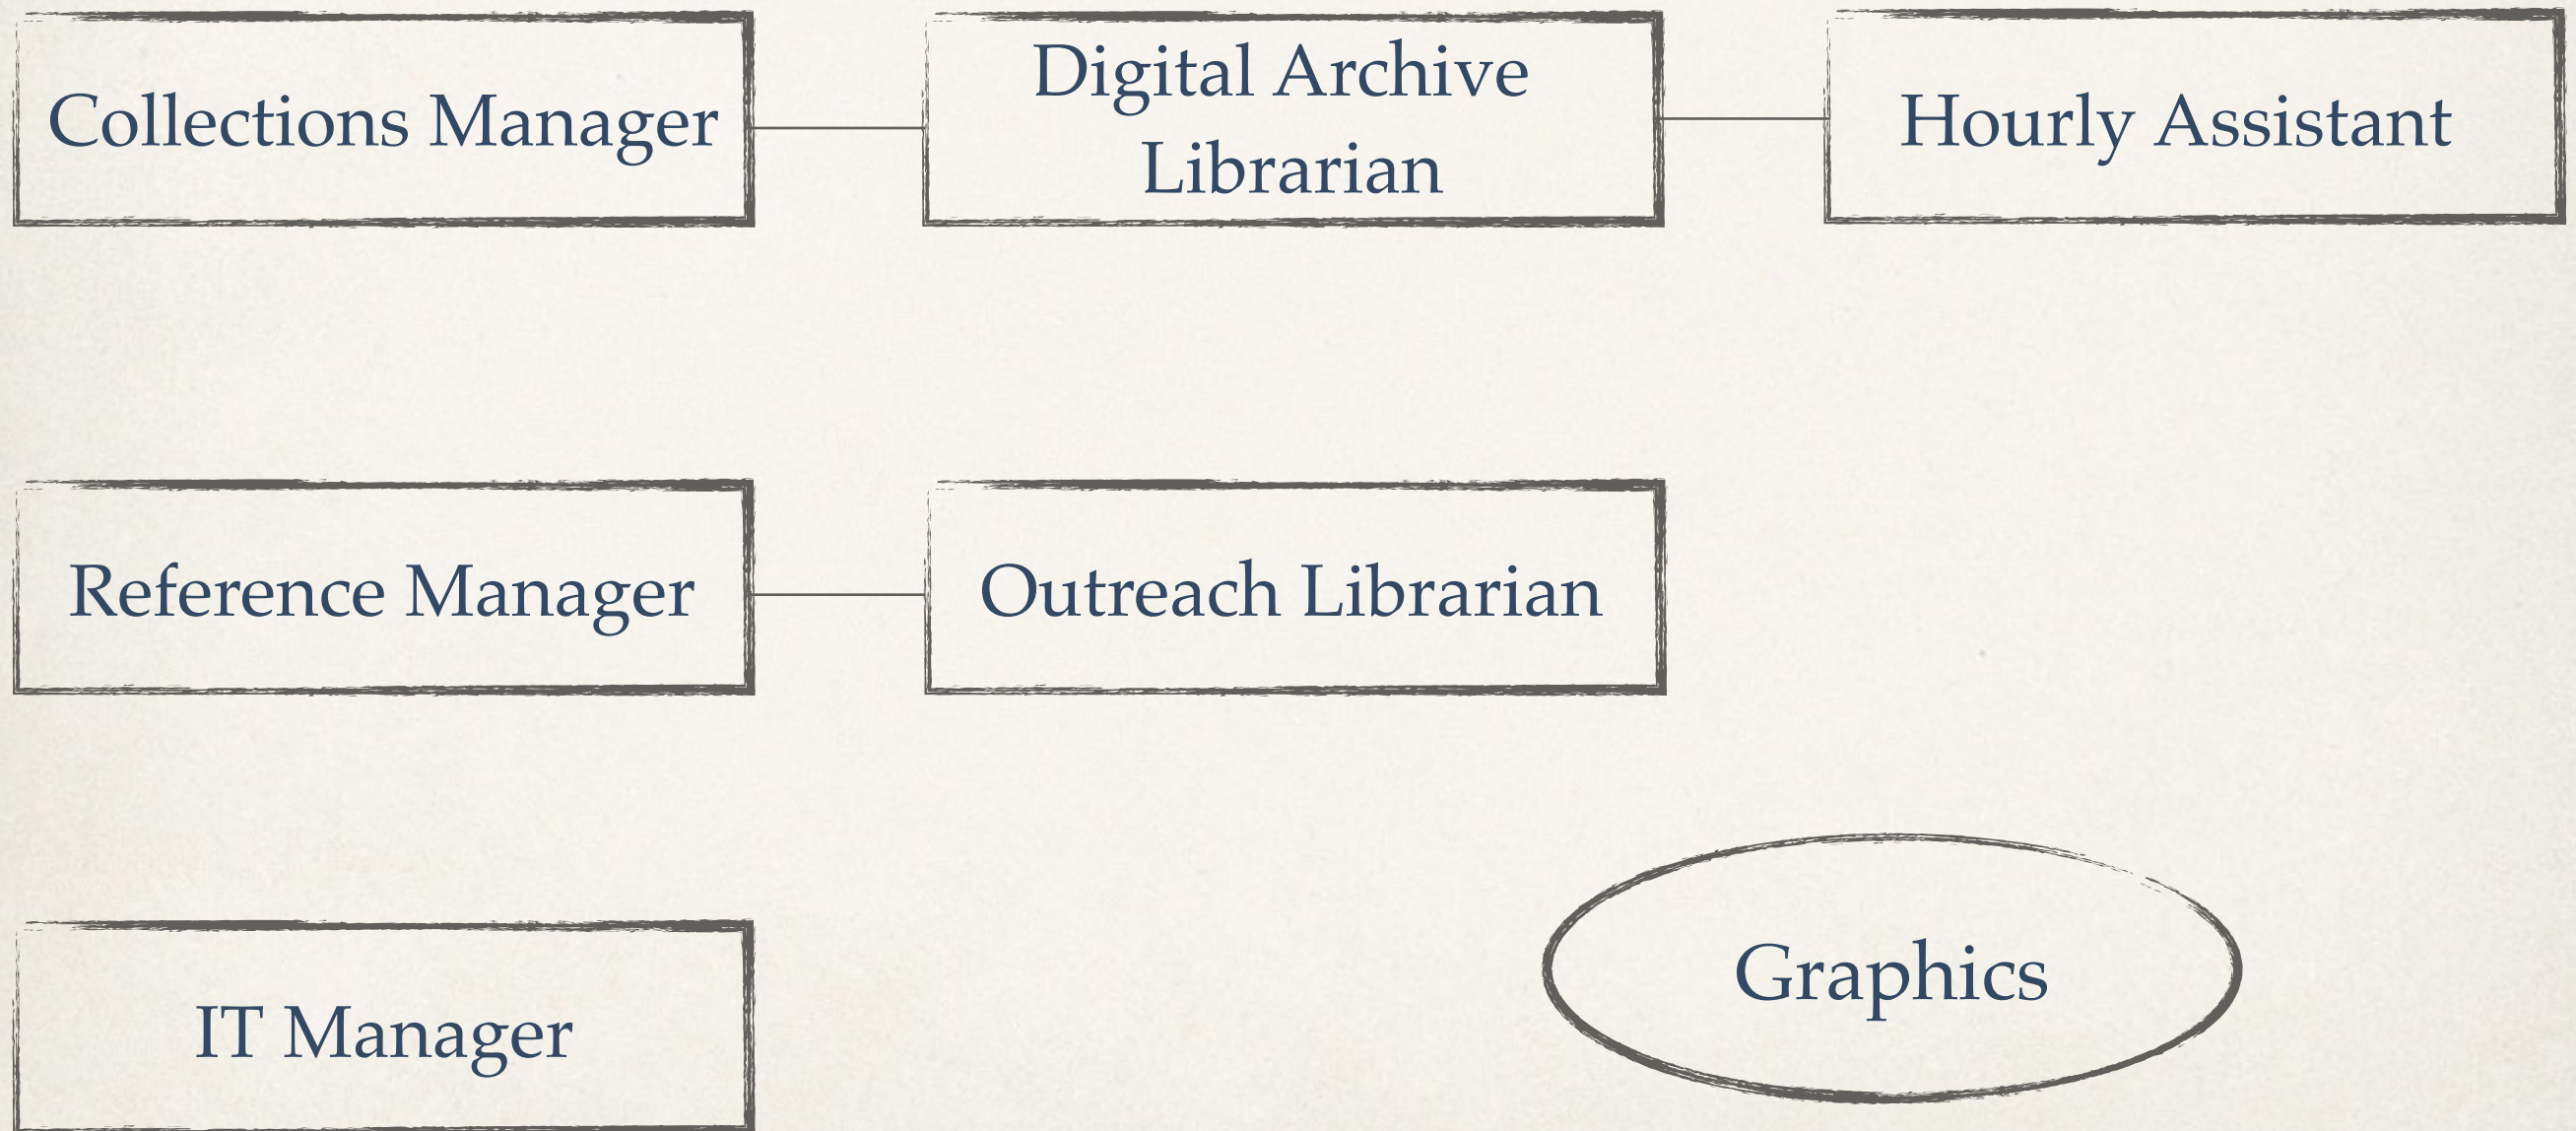 Collections Manager
Digital Archive
Librarian
Hourly Assistant
Reference Manager
Outreach Librarian
IT Manager
Graphics